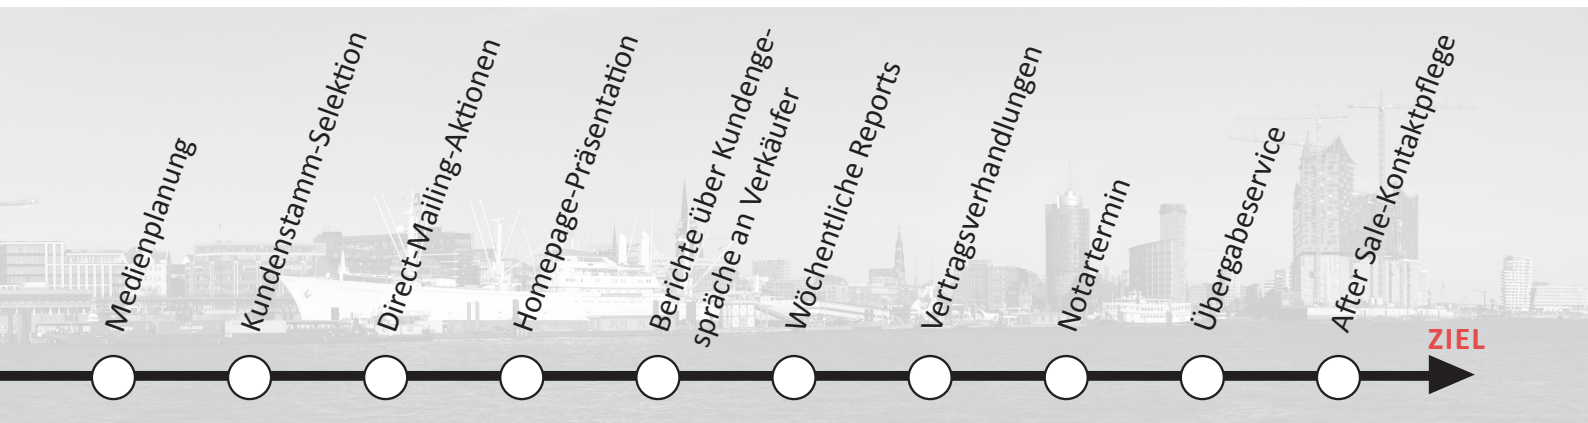 Medienplanung
Kundenstamm-Selektion
Direct-Mailing-Aktionen
Homepage-Präsentation
Berichte über Kundenge-
spräche an Verkäufer
Wöchentliche Reports
Vertragsverhandlungen
Notartermin
Übergabeservice
After Sale-Kontaktpflege
ZIEL